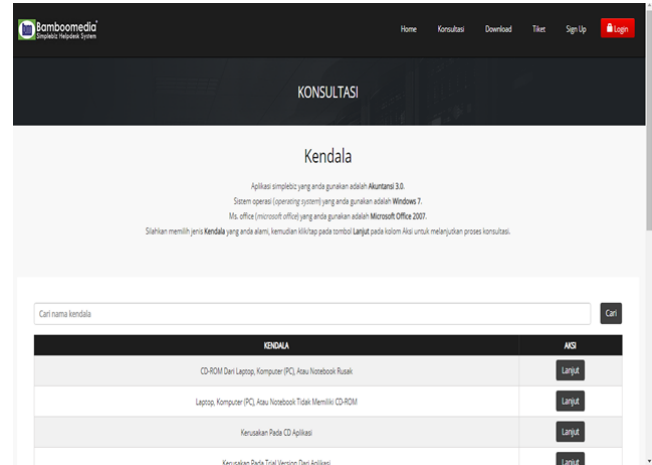 Bamboomedia®
Simplebiz Helpdesk System
Home Konsultasi Download Tiket Sign Up Login
KONSULTASI
Kendala
Aplikasi simplebiz yang anda gunakan adalah Akuntansi 3.0.
Sistem operasi (operating system) yang anda gunakan adalah Windows 7.
Ms. office (microsoft office) yang anda gunakan adalah Microsoft Office 2007.
Silahkan memilih jenis Kendala yang anda alami, kemudian klik/tap pada tombol Lanjut pada kolom Aksi untuk melanjutkan proses konsultasi.
Cari nama kendala Cari
KENDALA AKSI
CD-ROM Dari Laptop, Komputer (PC), Atau Notebook Rusak Lanjut
Laptop, Komputer (PC), Atau Notebook Tidak Memiliki CD-ROM Lanjut
Kerusakan Pada CD Aplikasi Lanjut
Kerusakan Pada Trial Version Dari Aplikasi Lanjut